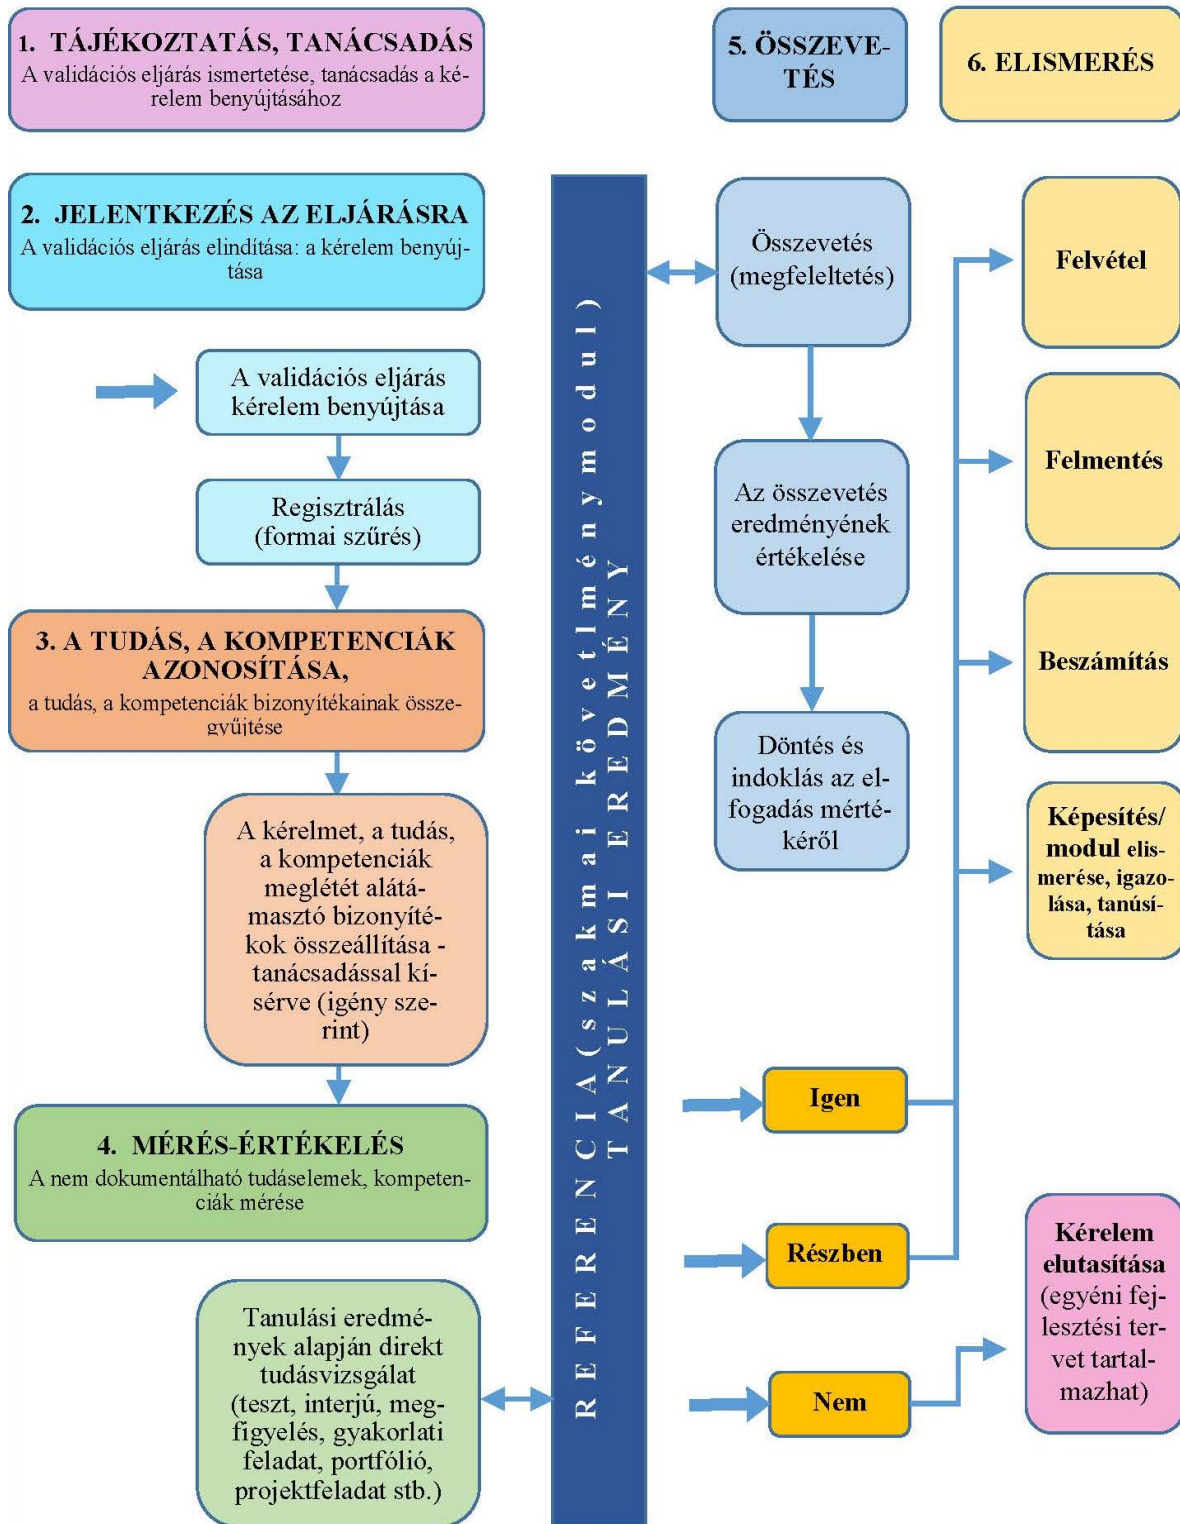 1. TÁJÉKOZTATÁS, TANÁCSADÁS
A validációs eljárás ismertetése, tanácsadás a ké-
relem benyújtásához
2. JELENTKEZÉS AZ ELJÁRÁSRA
A validációs eljárás elindítása: a kérelem benyúj-
tása
A validációs eljárás
kérelem benyújtása
Regisztrálás
(formai szűrés)
3. A TUDÁS, A KOMPETENCIÁK
AZONOSÍTÁSA,
a tudás, a kompetenciák bizonyítékainak össze-
gyűjtése
A kérelmet, a tudás,
a kompetenciák
meglétét alátá-
masztó bizonyíté-
kok összeállítása -
tanácsadással kí-
sérve (igény sze-
rint)
4. MÉRÉS-ÉRTÉKELÉS
A nem dokumentálható tudáselemek, kompeten-
ciák mérése
Tanulási eredmé-
nyek alapján direkt
tudásvizsgálat
(teszt, interjú, meg-
figyelés, gyakorlati
feladat, portfólió,
projektfeladat stb.)
REFERENCIA (szakmai követlménymodul)
TANULÁSI EREDMÉNY
5. ÖSSZEVE-
TÉS
Összevetés
(megfeleltetés)
Az összevetés
eredményének
értékelése
Döntés és
indoklás az el-
fogadás mérté-
kéről
Igen
Részben
Nem
6. ELISMERÉS
Felvétel
Felmentés
Beszámítás
Képesítés/
modul elis-
merése, igazo-
lása, tanúsí-
tása
Kérelem
elutasítása
(egyéni fej-
lesztési ter-
vet tartal-
mazhat)